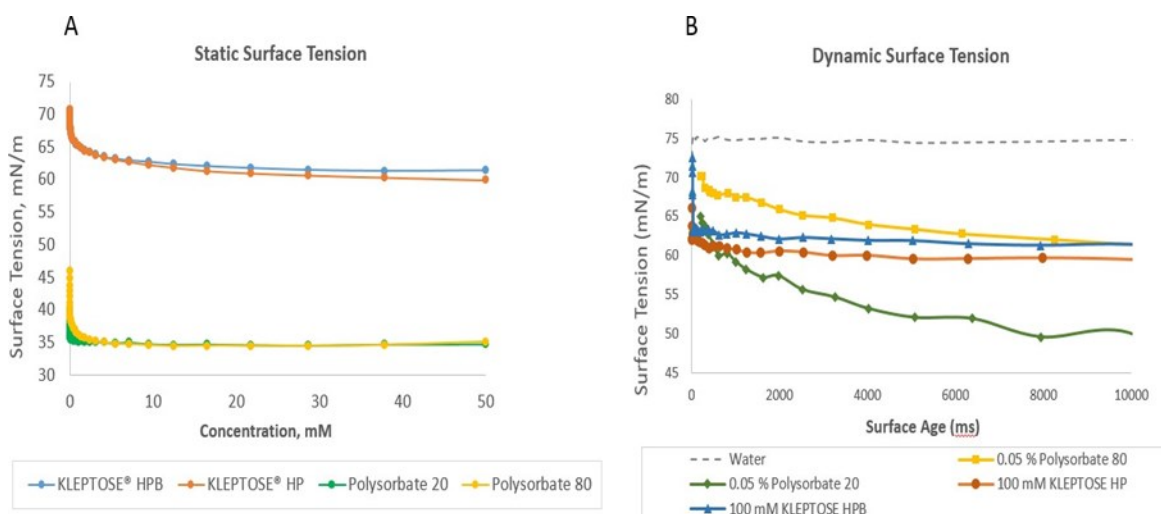 A
Static Surface Tension
Surface Tension, mN/m
75
70
65
60
55
50
45
40
35
30
0
10
20
30
40
50
Concentration, mM
KLEPTOSE® HPB
KLEPTOSE® HP
Polysorbate 20
Polysorbate 80
B
Dynamic Surface Tension
Surface Tension (mN/m)
80
75
70
65
60
55
50
45
0
2000
4000
6000
8000
10000
Surface Age (ms)
Water
0.05 % Polysorbate 80
0.05 % Polysorbate 20
100 mM KLEPTOSE HP
100 mM KLEPTOSE HPB